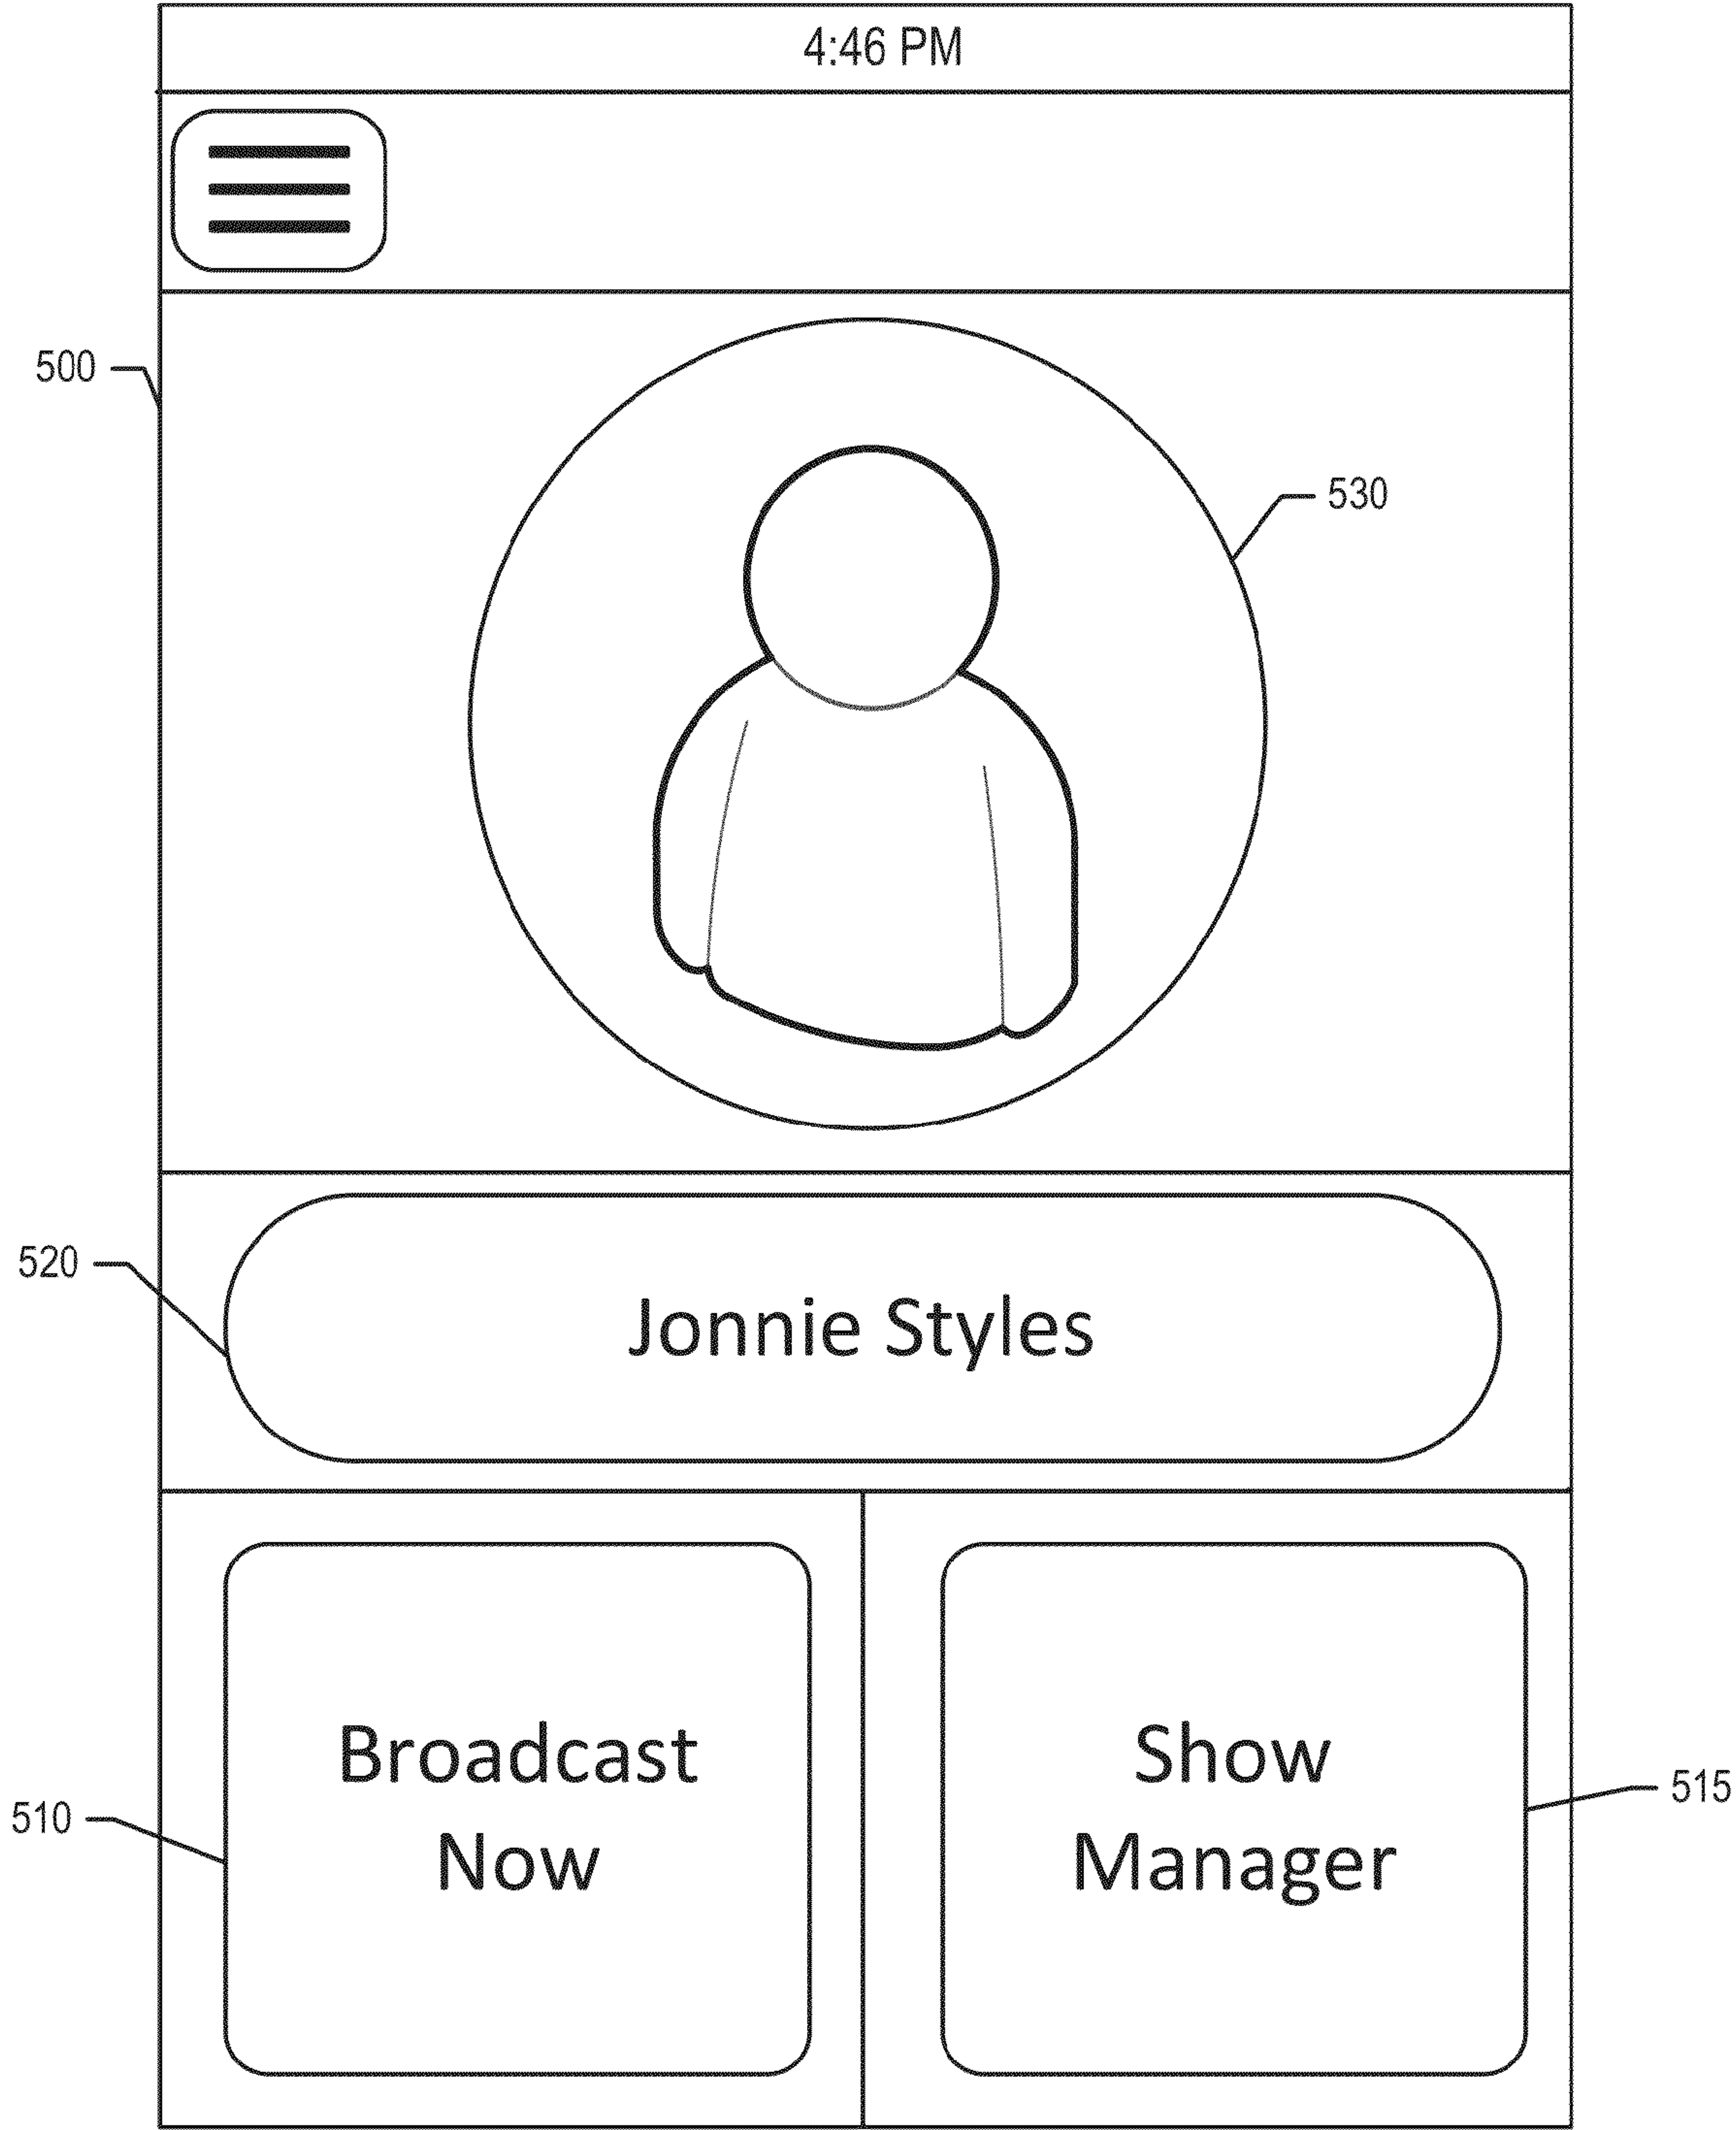 4:46 PM
500
530
520
Jonnie Styles
Broadcast
Now
510
Show
Manager
515